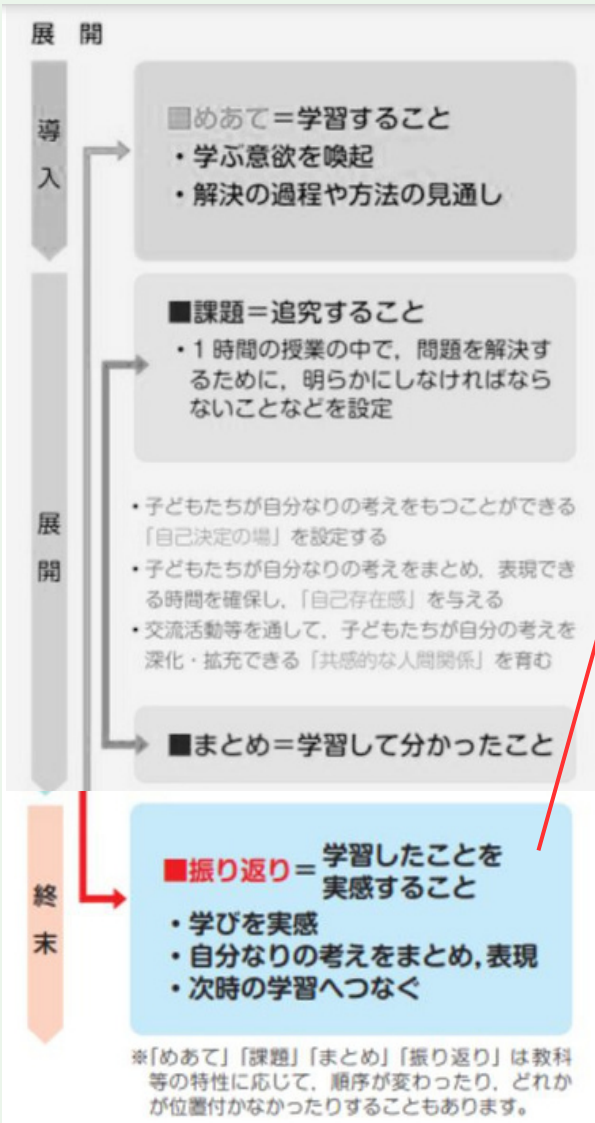 展 開
導入
■めあて＝学習すること
・学ぶ意欲を喚起
・解決の過程や方法の見通し
展開
■課題＝追究すること
・1時間の授業の中で，問題を解決す
るために，明らかにしなければなら
ないことなどを設定
・子どもたちが自分なりの考えをもつことができる
「自己決定の場」を設定する
・子どもたちが自分なりの考えをまとめ，表現でき
る時間を確保し，「自己存在感」を与える
・交流活動等を通して，子どもたちが自分の考えを
深化・拡充できる「共感的な人間関係」を育む
■まとめ＝学習して分かったこと
終末
■振り返り＝学習したことを
実感すること
・学びを実感
・自分なりの考えをまとめ，表現
・次時の学習へつなぐ
※「めあて」「課題」「まとめ」「振り返り」は教科
等の特性に応じて，順序が変わったり，どれか
が位置付かなかったりすることもあります。